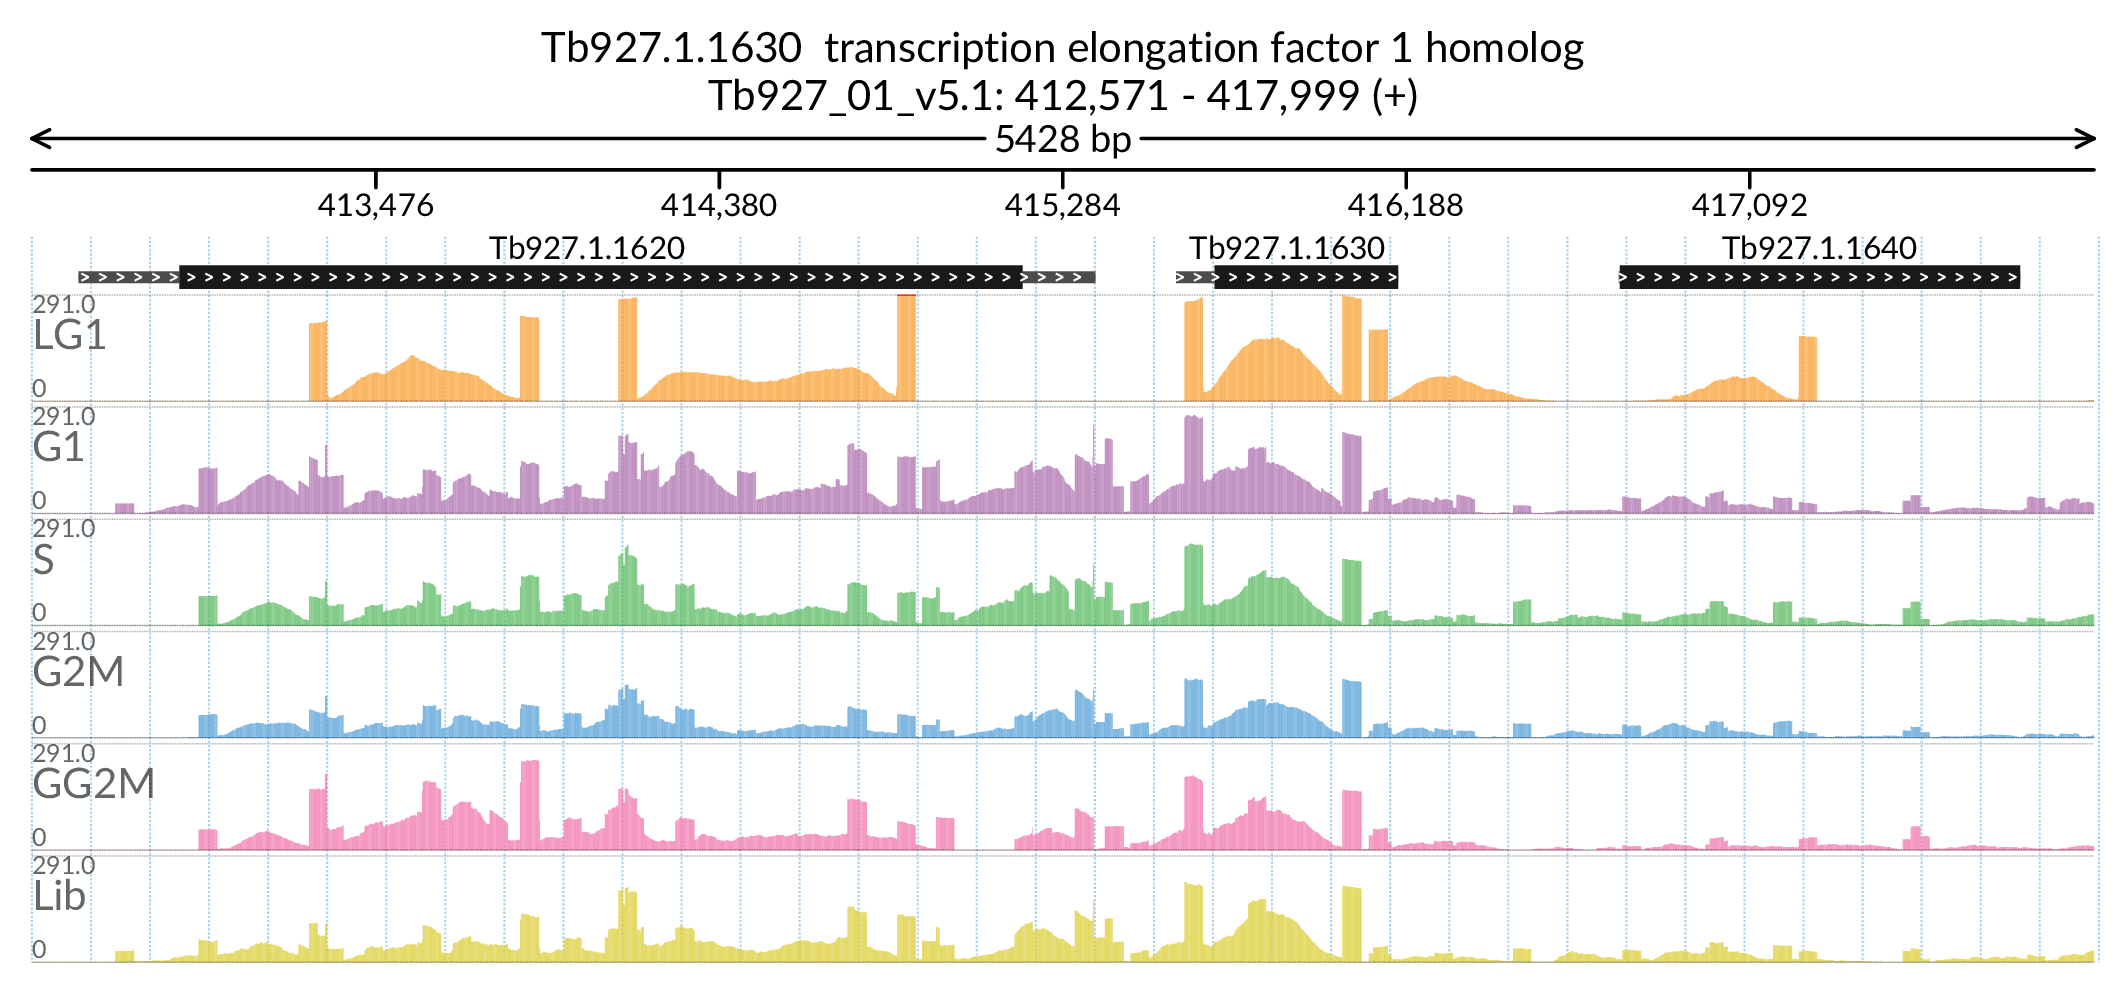 Tb927.1.1630 transcription elongation factor 1 homolog
Tb927_01_v5.1: 412,571 - 417,999 (+)
5428 bp
413,476 414,380 415,284 416,188 417,092
Tb927.1.1620 Tb927.1.1630 Tb927.1.1640
291.0
LG1
0
291.0
G1
0
291.0
S
0
291.0
G2M
0
291.0
GG2M
0
291.0
Lib
0